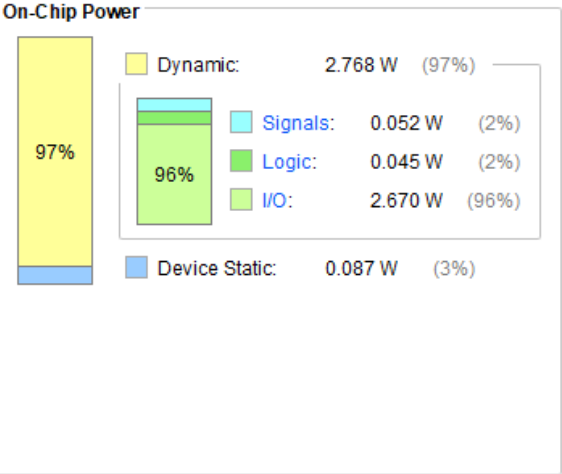 On-Chip Power
Dynamic: 2.768 W (97%)
97%
Signals: 0.052 W (2%)
Logic: 0.045 W (2%)
96%
I/O: 2.670 W (96%)
Device Static: 0.087 W (3%)